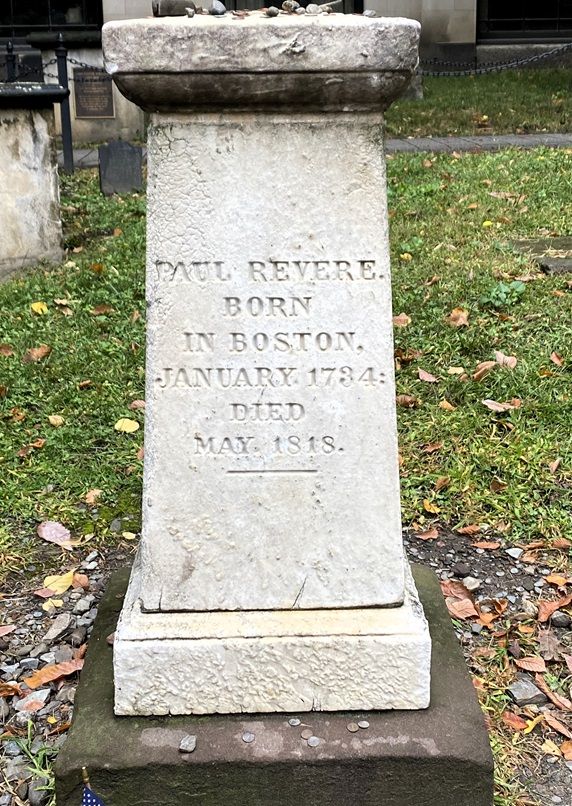 PAUL REVERE.
BORN
IN BOSTON,
JANUARY. 1734:
DIED
MAY. 1818.